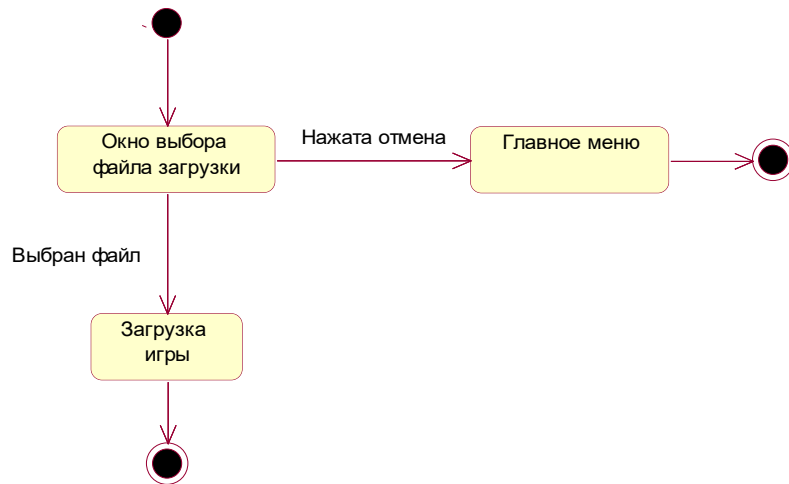 Окно выбора
файла загрузки
Нажата отмена
Главное меню
Выбран файл
Загрузка
игры